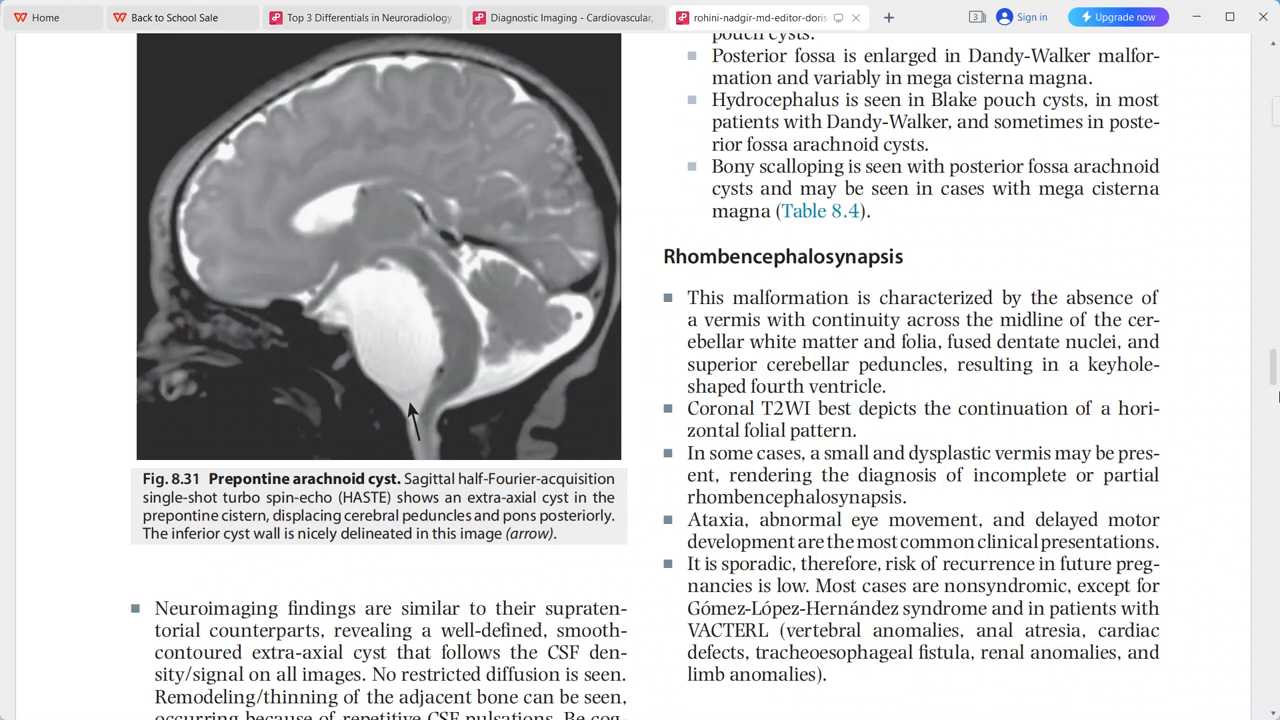 Home
Back to School Sale
Top 3 Differentials in Neuroradiology
Diagnostic Imaging - Cardiovascular,
rohini-nadgir-md-editor-doris
3
Sign in
Upgrade now
Fig. 8.31 Prepontine arachnoid cyst. Sagittal half-Fourier-acquisition
single-shot turbo spin-echo (HASTE) shows an extra-axial cyst in the
prepontine cistern, displacing cerebral peduncles and pons posteriorly.
The inferior cyst wall is nicely delineated in this image (arrow).
■ Neuroimaging findings are similar to their supraten-
torial counterparts, revealing a well-defined, smooth-
contoured extra-axial cyst that follows the CSF den-
sity/signal on all images. No restricted diffusion is seen.
Remodeling/thinning of the adjacent bone can be seen,
occurring because of repetitive CSF pulsations. Be cog-
pouch cysts.
■ Posterior fossa is enlarged in Dandy-Walker malfor-
mation and variably in mega cisterna magna.
■ Hydrocephalus is seen in Blake pouch cysts, in most
patients with Dandy-Walker, and sometimes in poste-
rior fossa arachnoid cysts.
■ Bony scalloping is seen with posterior fossa arachnoid
cysts and may be seen in cases with mega cisterna
magna (Table 8.4).
Rhombencephalosynapsis
■ This malformation is characterized by the absence of
a vermis with continuity across the midline of the cer-
ebellar white matter and folia, fused dentate nuclei, and
superior cerebellar peduncles, resulting in a keyhole-
shaped fourth ventricle.
■ Coronal T2WI best depicts the continuation of a hori-
zontal folial pattern.
■ In some cases, a small and dysplastic vermis may be pres-
ent, rendering the diagnosis of incomplete or partial
rhombencephalosynapsis.
■ Ataxia, abnormal eye movement, and delayed motor
development are the most common clinical presentations.
■ It is sporadic, therefore, risk of recurrence in future preg-
nancies is low. Most cases are nonsyndromic, except for
Gómez-López-Hernández syndrome and in patients with
VACTERL (vertebral anomalies, anal atresia, cardiac
defects, tracheoesophageal fistula, renal anomalies, and
limb anomalies).